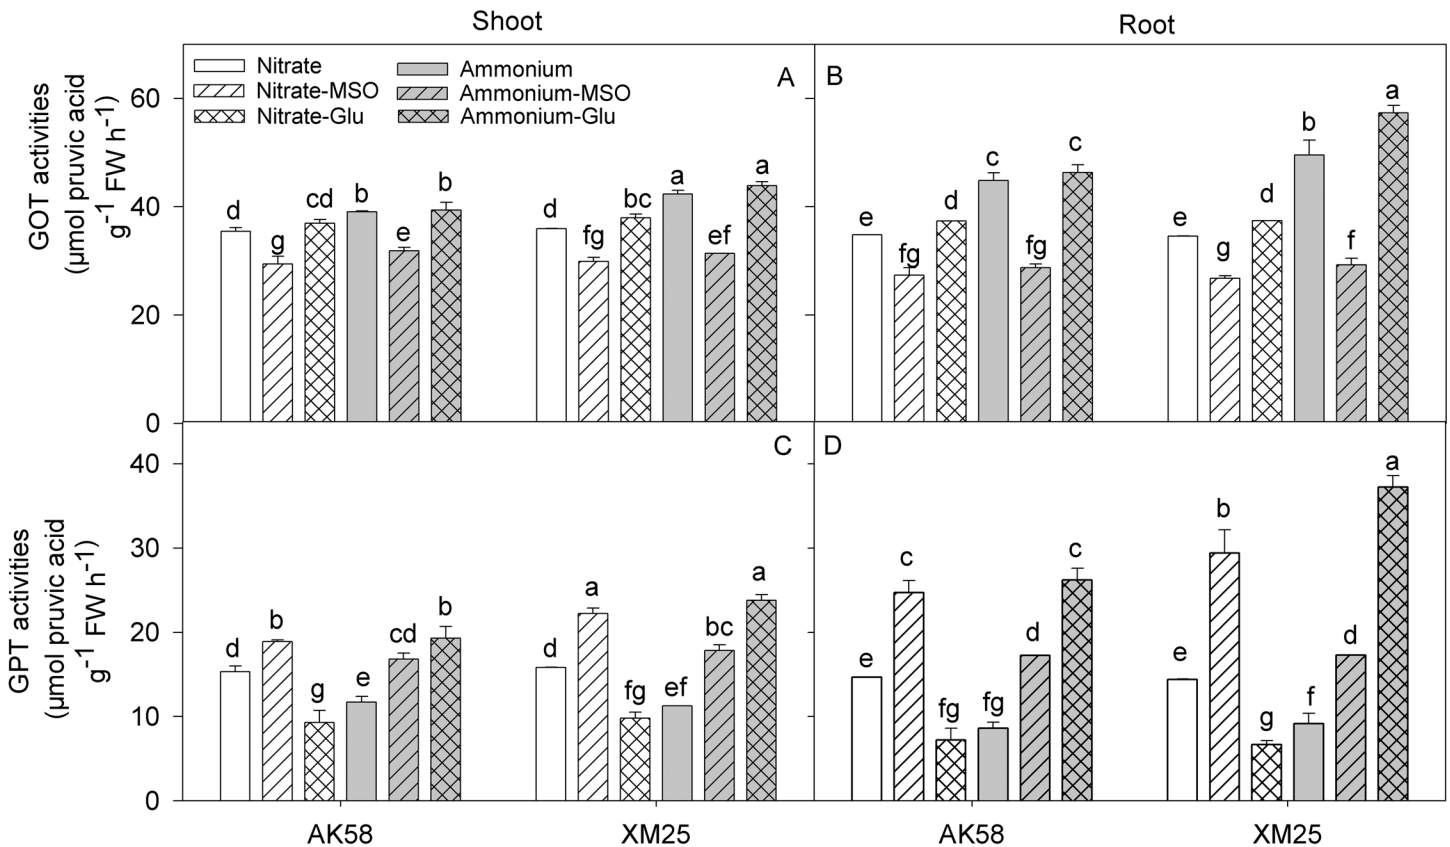 Shoot
Root
GOT activities
(µmol pruvic acid
g⁻¹ FW h⁻¹)
60
40
20
0
Nitrate
Nitrate-MSO
Nitrate-Glu
Ammonium
Ammonium-MSO
Ammonium-Glu
A
d g cd b e b
d fg bc a ef a
B
e fg d c fg c
e g d b f a
GPT activities
(µmol pruvic acid
g⁻¹ FW h⁻¹)
40
30
20
10
0
C
d b g e cd b
d a fg ef bc a
D
e c fg fg d c
e b g f d a
AK58 XM25 AK58 XM25